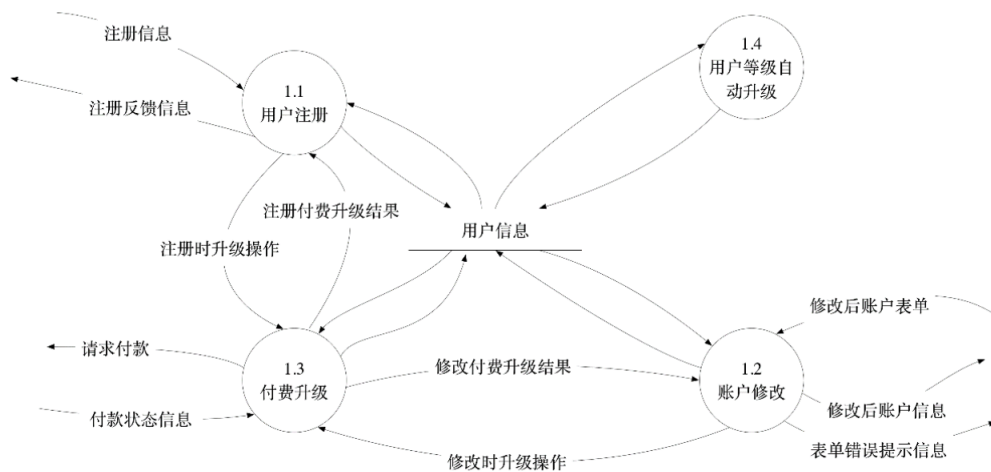 注册信息
注册反馈信息
1.1
用户注册
1.4
用户等级自
动升级
注册付费升级结果
注册时升级操作
用户信息
请求付款
付款状态信息
1.3
付费升级
修改付费升级结果
修改时升级操作
1.2
账户修改
修改后账户表单
修改后账户信息
表单错误提示信息